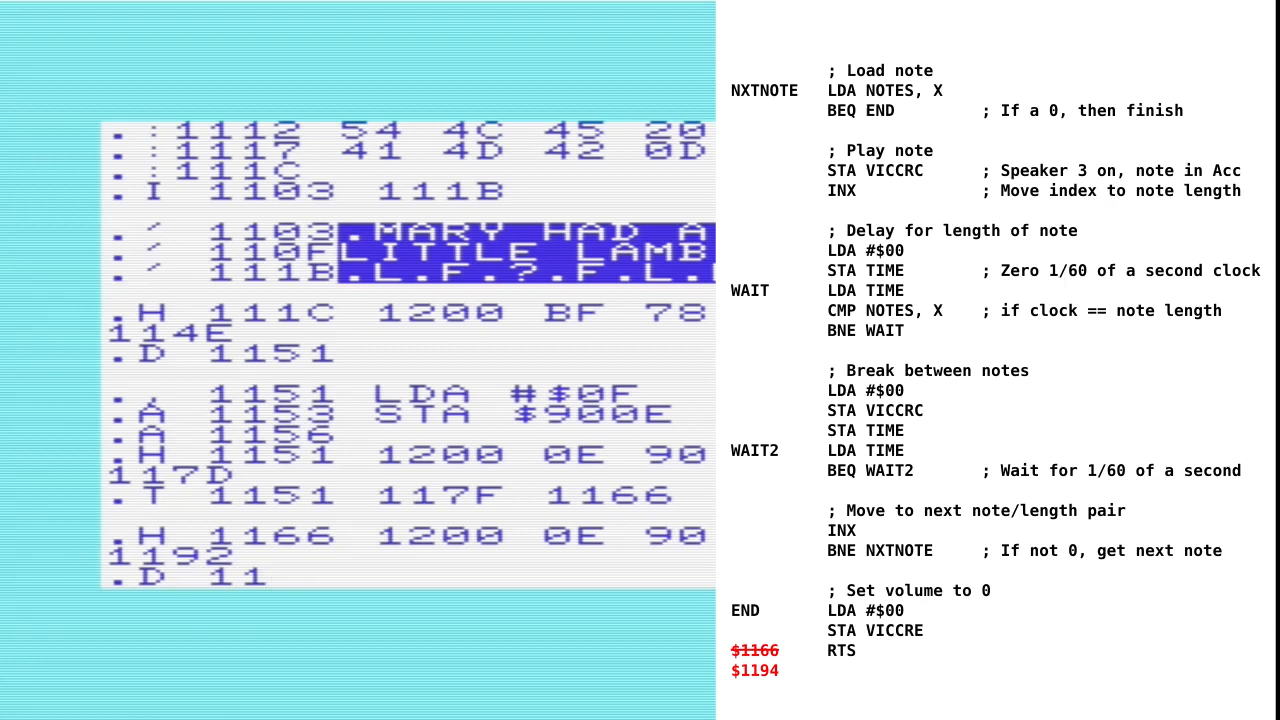 . : 1112 54 4C 45 20
. : 1117 41 4D 42 0D
. : 111C
. I 1103 111B
. ' 1103 .MARY HAD A
. ' 110F LITTLE LAMB
. ' 111B .L.F.?.F.L.
. H 111C 1200 BF 78
114E
. D 1151
. , 1151 LDA #$0F
. A 1153 STA $900E
. A 1156
. H 1151 1200 0E 90
117D
. T 1151 117F 1166
. H 1166 1200 0E 90
1192
. D 11
; Load note
NXTNOTE LDA NOTES, X
BEQ END ; If a 0, then finish
; Play note
STA VICCRC ; Speaker 3 on, note in Acc
INX ; Move index to note length
; Delay for length of note
LDA #$00
STA TIME ; Zero 1/60 of a second clock
WAIT LDA TIME
CMP NOTES, X ; if clock == note length
BNE WAIT
; Break between notes
LDA #$00
STA VICCRC
STA TIME
WAIT2 LDA TIME
BEQ WAIT2 ; Wait for 1/60 of a second
; Move to next note/length pair
INX
BNE NXTNOTE ; If not 0, get next note
; Set volume to 0
END LDA #$00
STA VICCRE
$1166 RTS
$1194